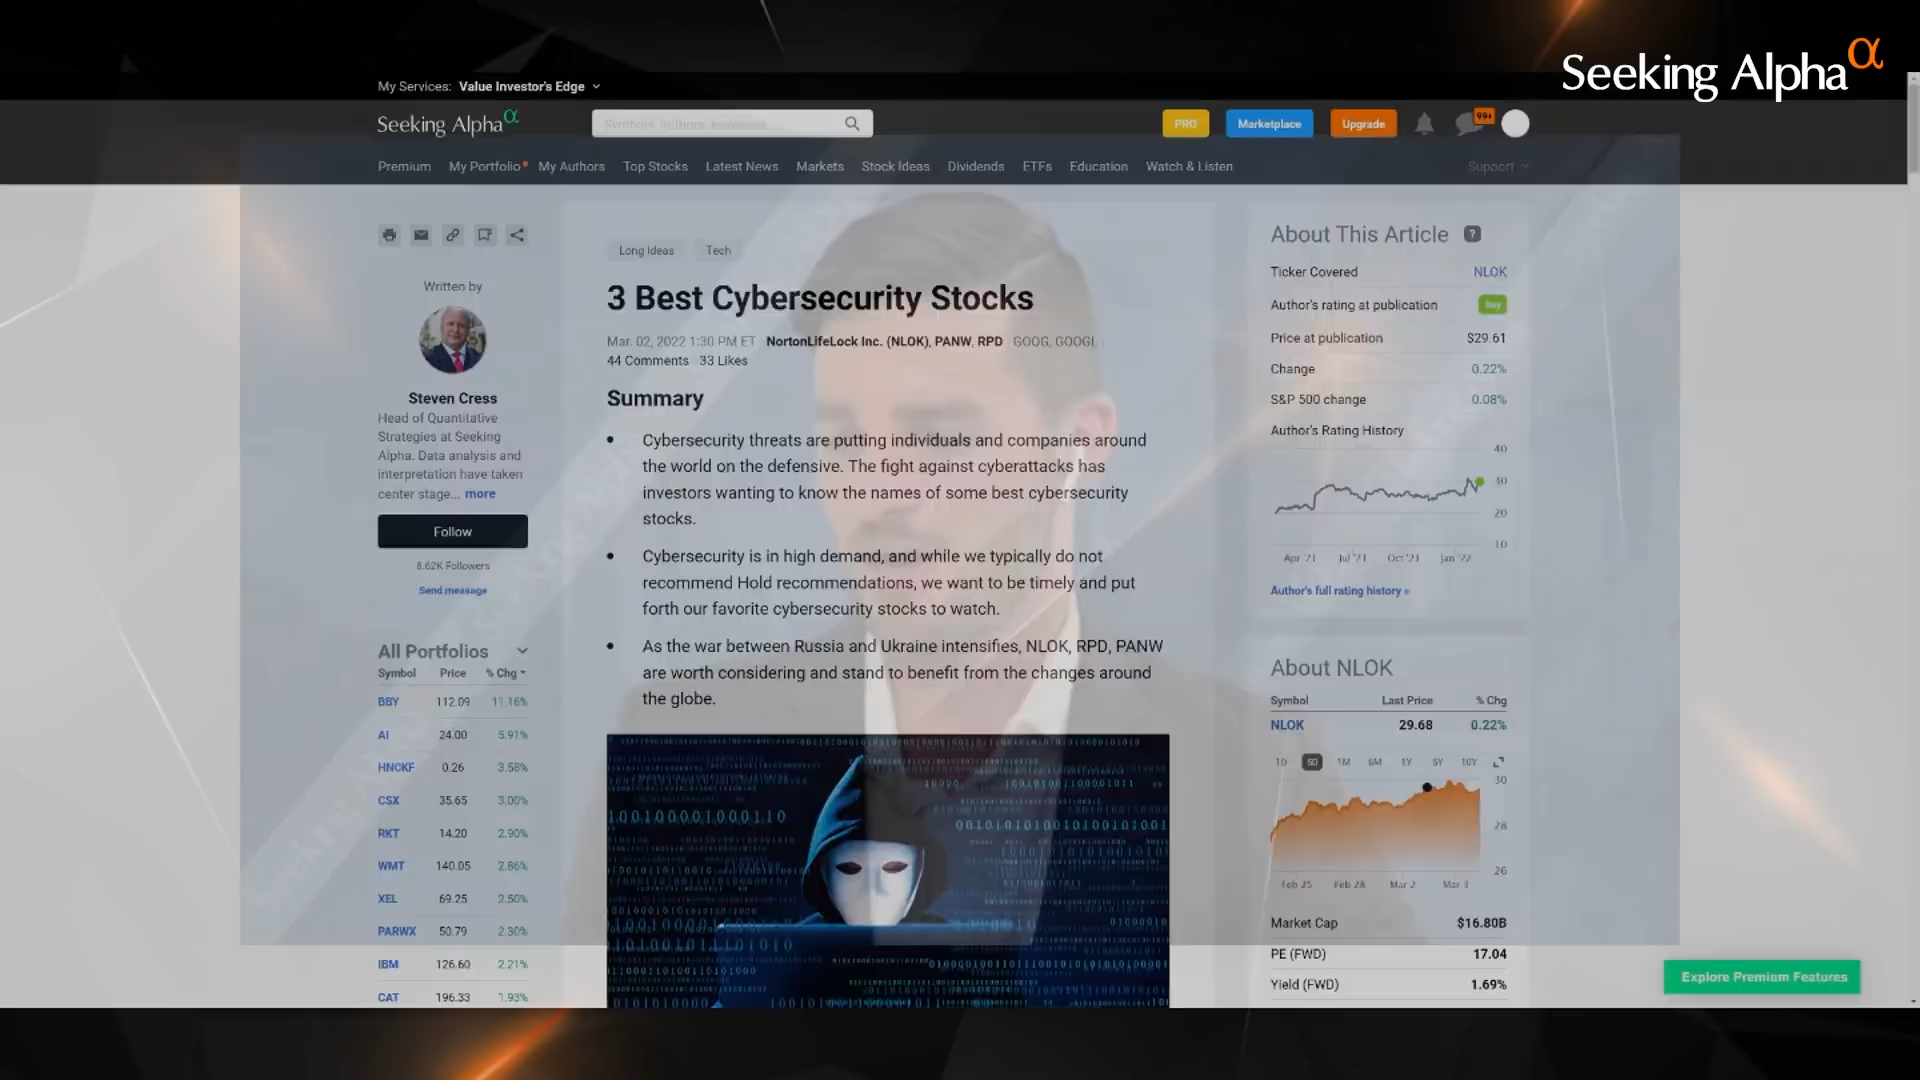 Seeking Alpha α
My Services: Value Investor's Edge
Seeking Alpha α
PRO
Marketplace
Upgrade
99+
Premium
My Portfolio
My Authors
Top Stocks
Latest News
Markets
Stock Ideas
Dividends
ETFs
Education
Watch & Listen
Support
Written by
Steven Cress
Head of Quantitative
Strategies at Seeking
Alpha. Data analysis and
interpretation have taken
center stage... more
Follow
8.62K Followers
Send message
All Portfolios
Symbol Price % Chg
BBY 112.09 11.16%
AI 24.00 5.91%
HNCKF 0.26 3.58%
CSX 35.65 3.00%
RKT 14.20 2.90%
WMT 140.05 2.86%
XEL 69.25 2.50%
PARWX 50.79 2.30%
IBM 126.60 2.21%
CAT 196.33 1.93%
Long Ideas
Tech
3 Best Cybersecurity Stocks
Mar. 02, 2022 1:30 PM ET NortonLifeLock Inc. (NLOK), PANW, RPD GOOG, GOOGL
44 Comments 33 Likes
Summary
Cybersecurity threats are putting individuals and companies around
the world on the defensive. The fight against cyberattacks has
investors wanting to know the names of some best cybersecurity
stocks.
Cybersecurity is in high demand, and while we typically do not
recommend Hold recommendations, we want to be timely and put
forth our favorite cybersecurity stocks to watch.
As the war between Russia and Ukraine intensifies, NLOK, RPD, PANW
are worth considering and stand to benefit from the changes around
the globe.
About This Article ?
Ticker Covered NLOK
Author's rating at publication Buy
Price at publication $29.61
Change 0.22%
S&P 500 change 0.08%
Author's Rating History
40
30
20
10
Apr '21 Jul '21 Oct '21 Jan '22
Author's full rating history »
About NLOK
Symbol Last Price % Chg
NLOK 29.68 0.22%
1D 5D 1M 6M 1Y 5Y 10Y
30
28
26
Feb 25 Feb 28 Mar 2 Mar 3
Market Cap $16.80B
PE (FWD) 17.04
Yield (FWD) 1.69%
Explore Premium Features